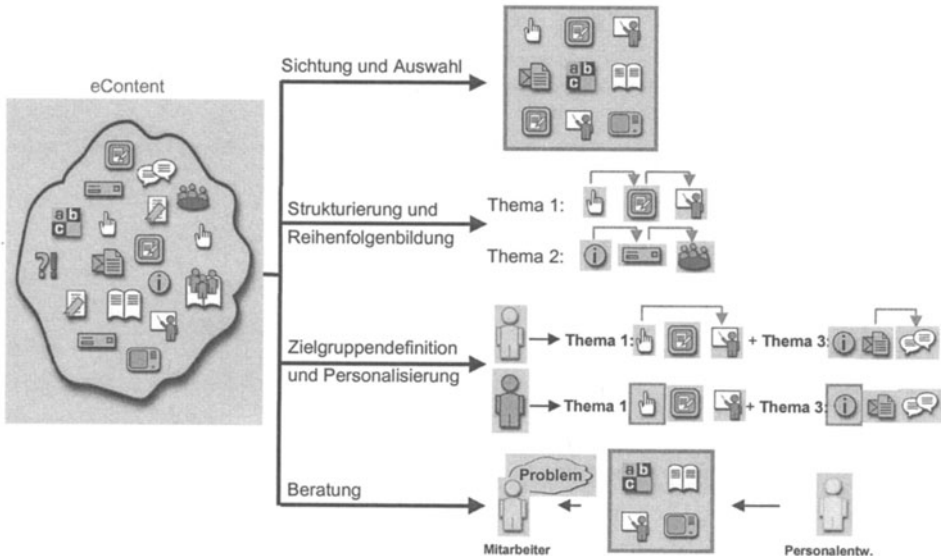 eContent
?!
a b
c
i
Sichtung und Auswahl
a b
c
Strukturierung und
Reihenfolgenbildung
Thema 1:
Thema 2:
i
Zielgruppendefinition
und Personalisierung
Thema 1:
+ Thema 3:
i
Thema 1
+ Thema 3:
i
Beratung
Problem
Mitarbeiter
a b
c
Personalentw.